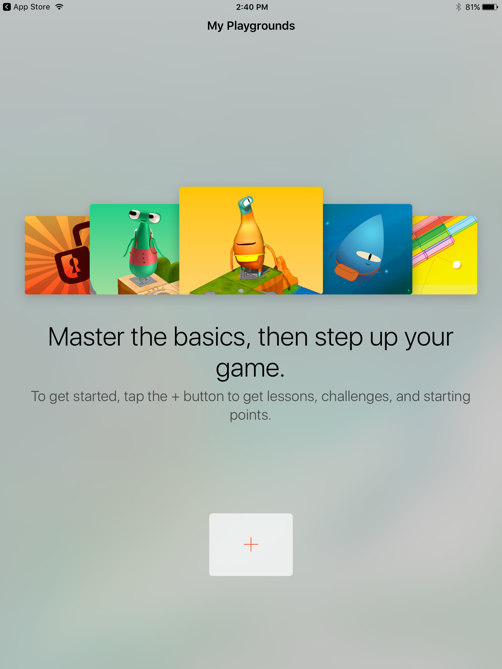 App Store
2:40 PM
81%
My Playgrounds
Master the basics, then step up your
game.
To get started, tap the + button to get lessons, challenges, and starting
points.
+